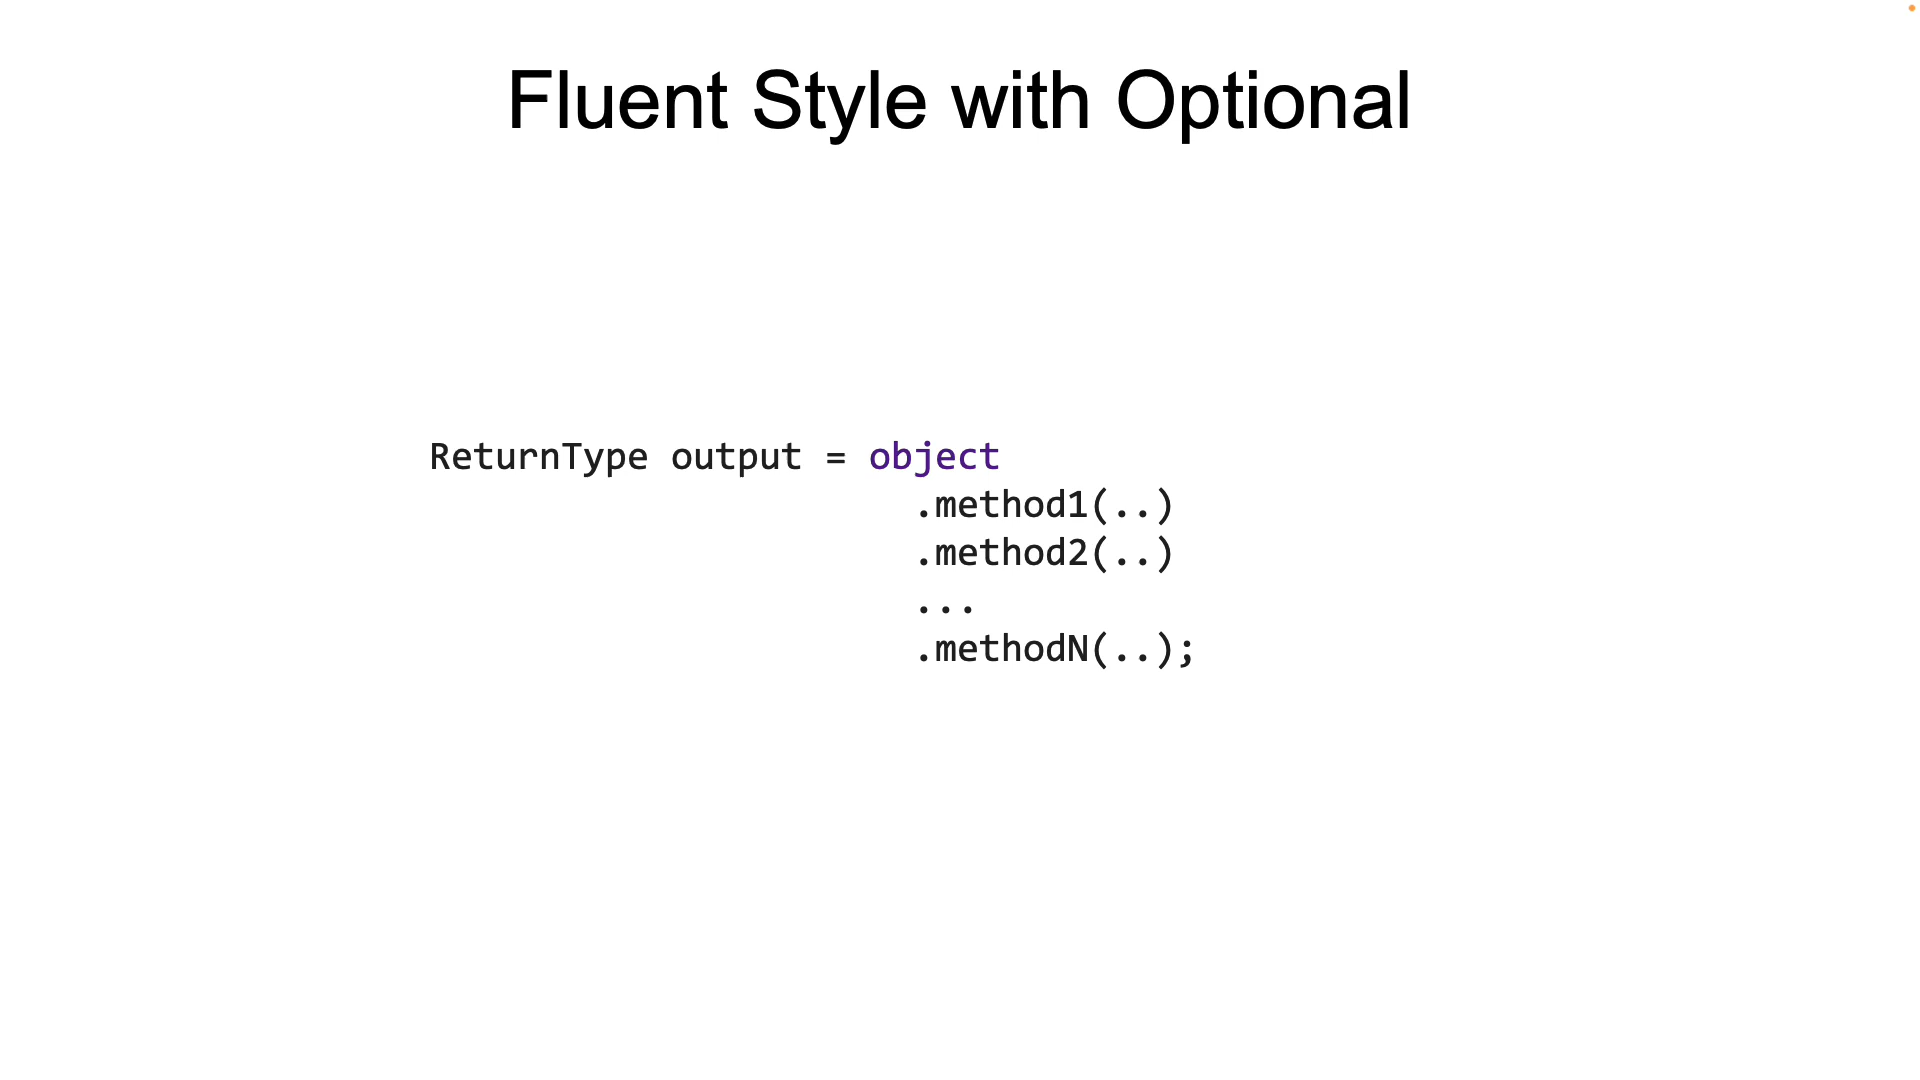 Fluent Style with Optional
ReturnType output = object
.method1(..)
.method2(..)
...
.methodN(..);